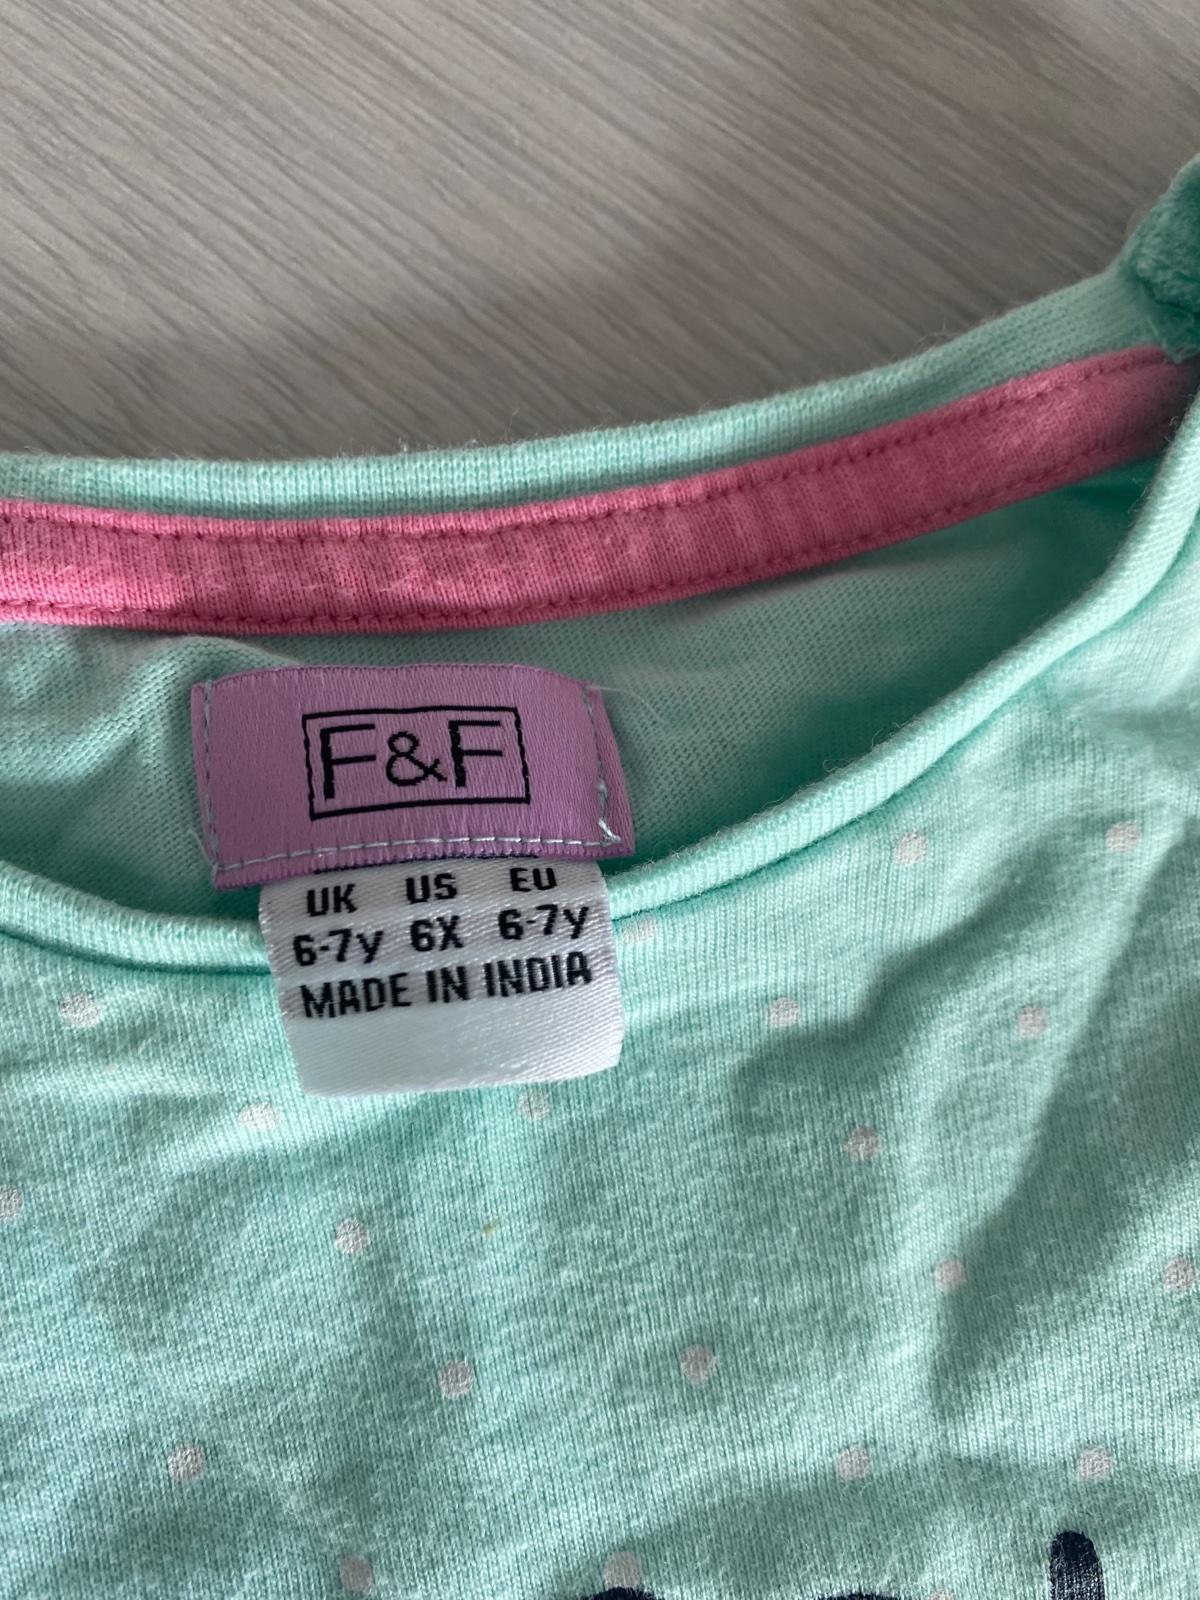 F&F
UK US EU
6-7y 6X 6-7y
MADE IN INDIA